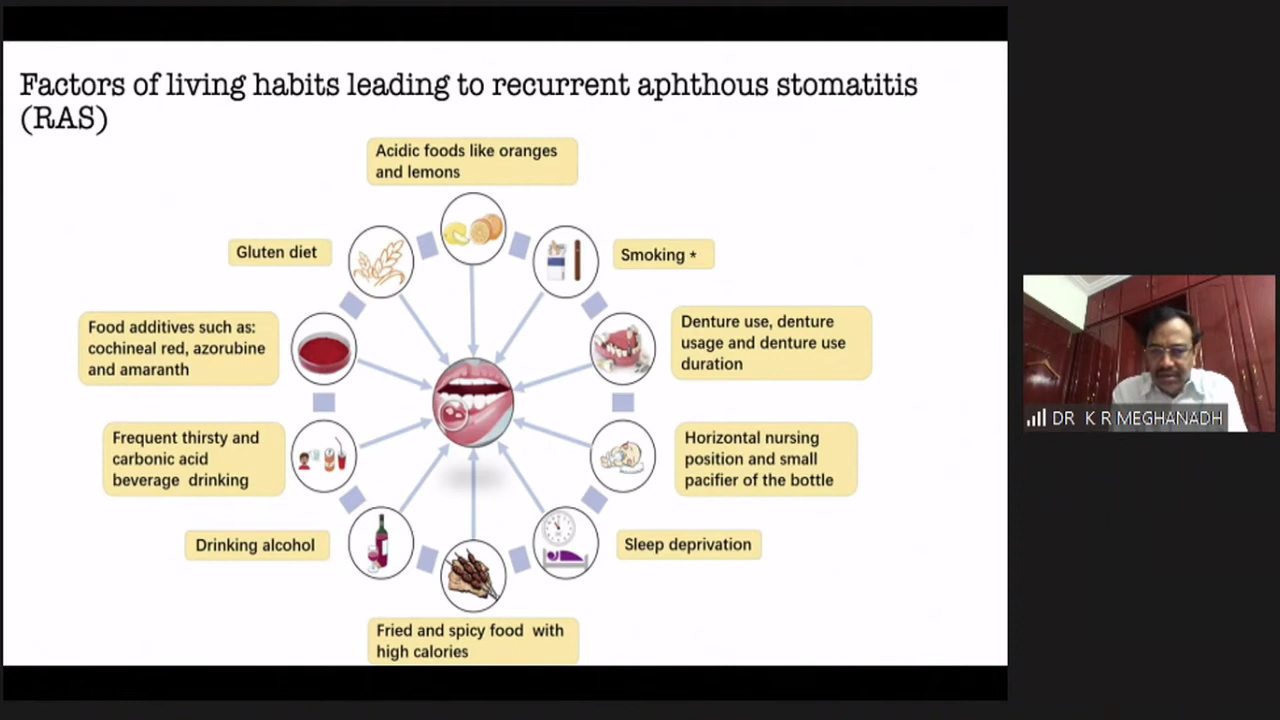 Factors of living habits leading to recurrent aphthous stomatitis
(RAS)
Acidic foods like oranges
and lemons
Gluten diet
Smoking *
Food additives such as:
cochineal red, azorubine
and amaranth
Denture use, denture
usage and denture use
duration
Frequent thirsty and
carbonic acid
beverage drinking
Horizontal nursing
position and small
pacifier of the bottle
Drinking alcohol
Sleep deprivation
Fried and spicy food with
high calories
DR K R MEGHANADH